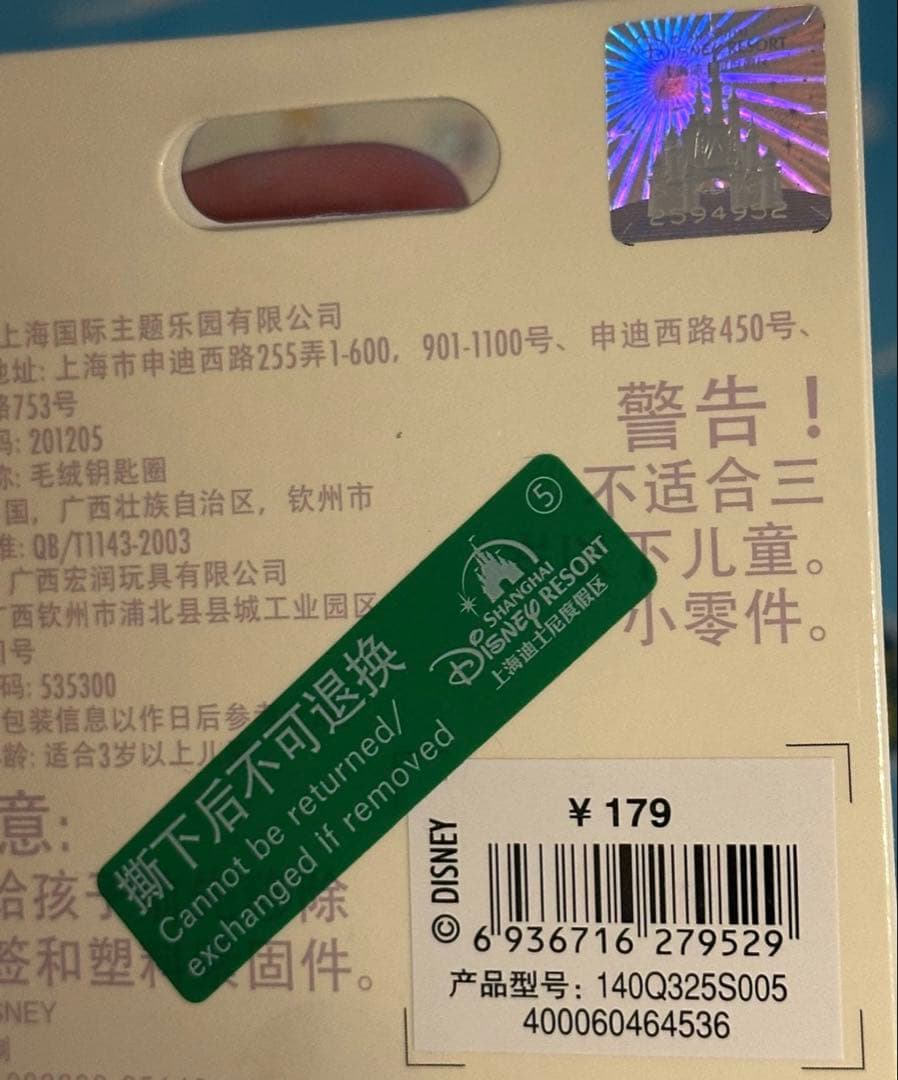 DISNEY RESORT
2594952
上海国际主题乐园有限公司
地址: 上海市申迪西路255弄1-600, 901-1100号、申迪西路450号、
路753号
码: 201205
称: 毛绒钥匙圈
国, 广西壮族自治区, 钦州市
准: QB/T1143-2003
广西宏润玩具有限公司
广西钦州市浦北县县城工业园区
号
码: 535300
包装信息以作日后参考
龄: 适合3岁以上儿
警告!
不适合三
下儿童。
小零件。
5
SHANGHAI
DISNEY RESORT
上海迪士尼度假区
撕下后不可退换
Cannot be returned/
exchanged if removed
意:
给孩子 除
签和塑料 固件。
DISNEY
制
¥ 179
© DISNEY
6 936716 279529
产品型号: 140Q325S005
400060464536